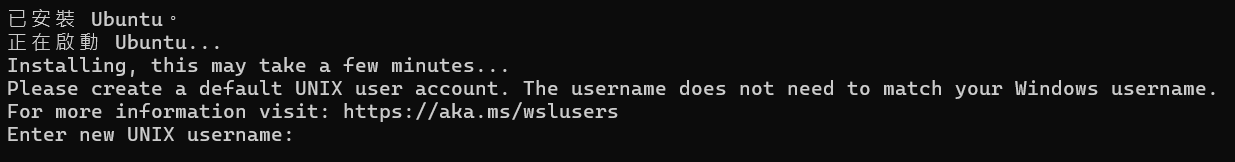 已安裝 Ubuntu。
正在啟動 Ubuntu...
Installing, this may take a few minutes...
Please create a default UNIX user account. The username does not need to match your Windows username.
For more information visit: https://aka.ms/wslusers
Enter new UNIX username: